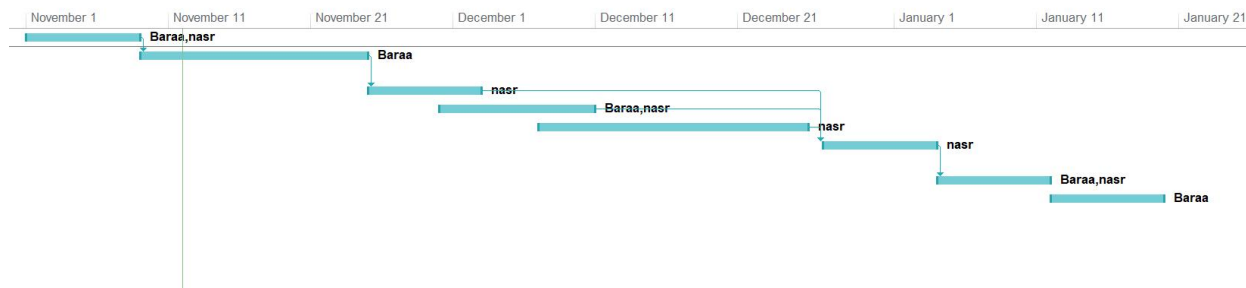 November 1 November 11 November 21 December 1 December 11 December 21 January 1 January 11 January 21
Baraa,nasr
Baraa
nasr
Baraa,nasr
nasr
nasr
Baraa,nasr
Baraa